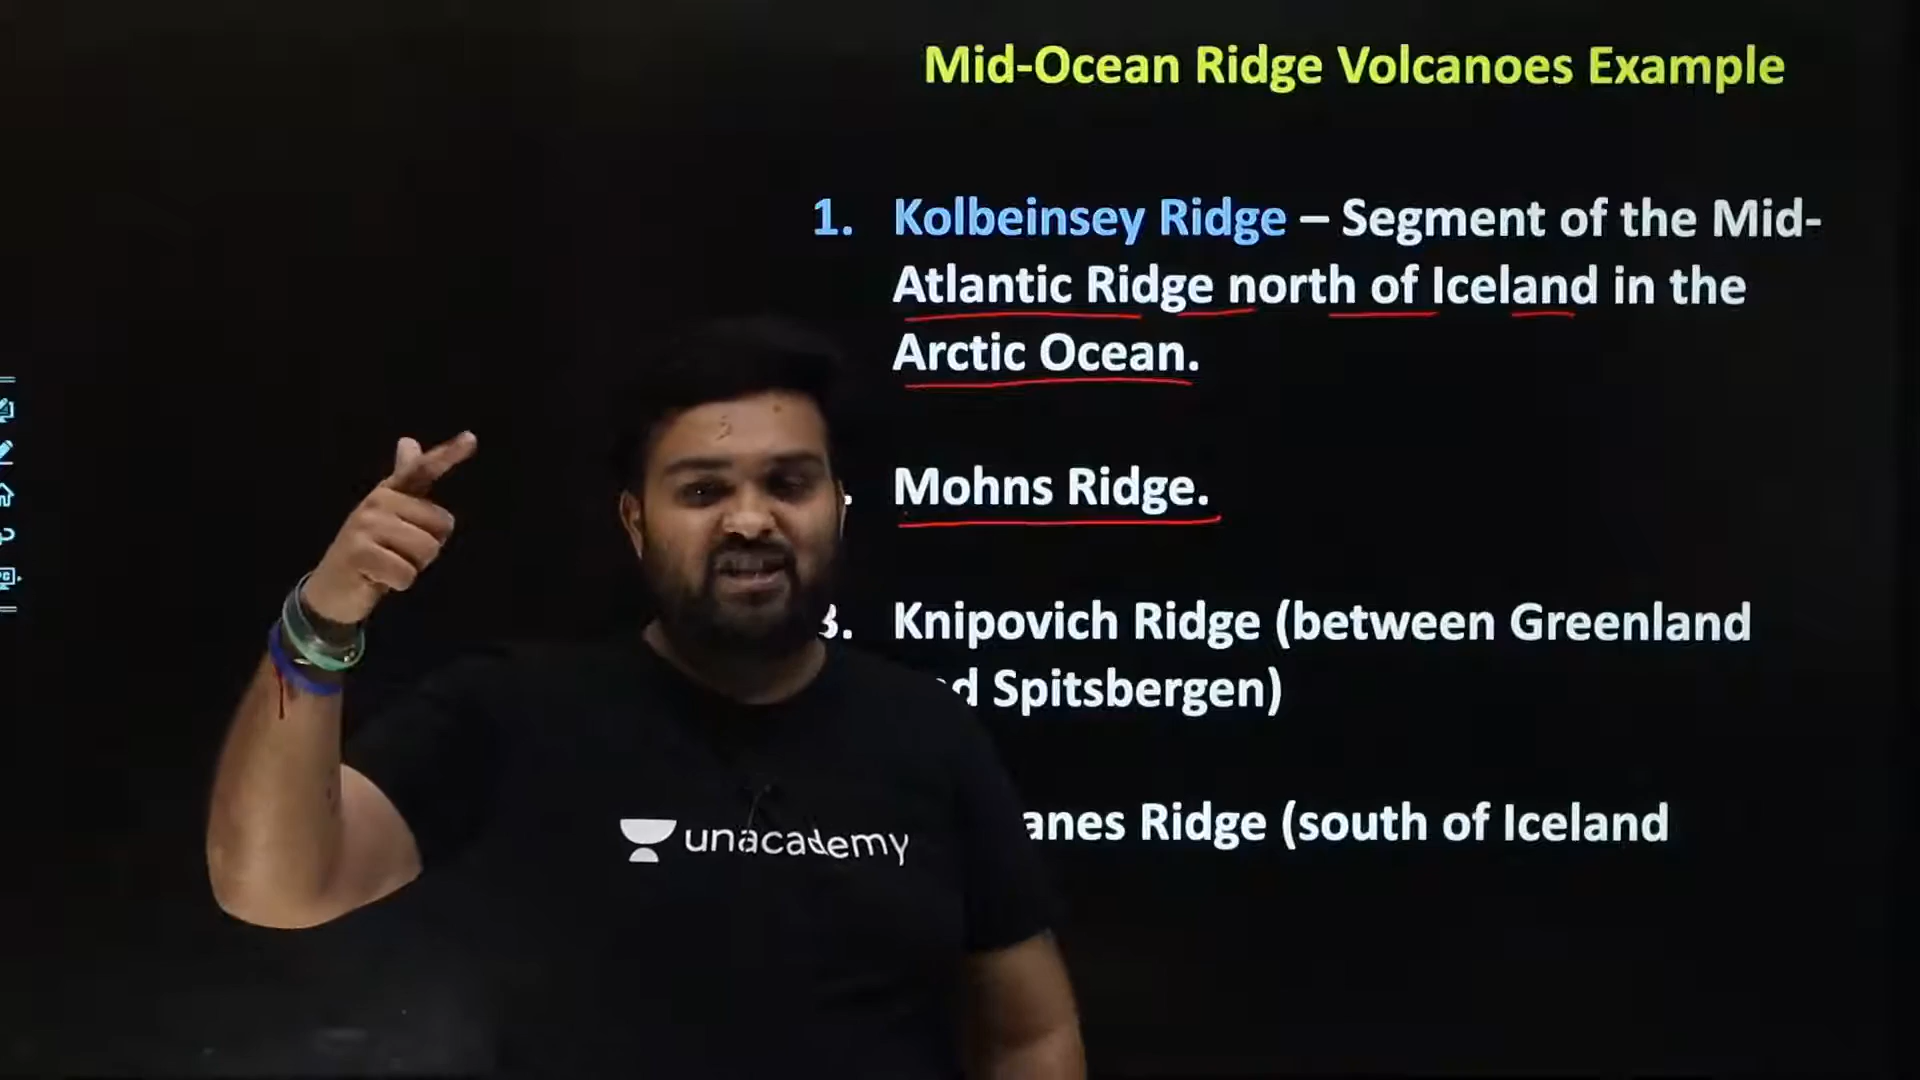 Mid-Ocean Ridge Volcanoes Example
1. Kolbeinsey Ridge – Segment of the Mid-
Atlantic Ridge north of Iceland in the
Arctic Ocean.
Mohns Ridge.
3. Knipovich Ridge (between Greenland
Spitsbergen)
Ridge (south of Iceland
unacademy